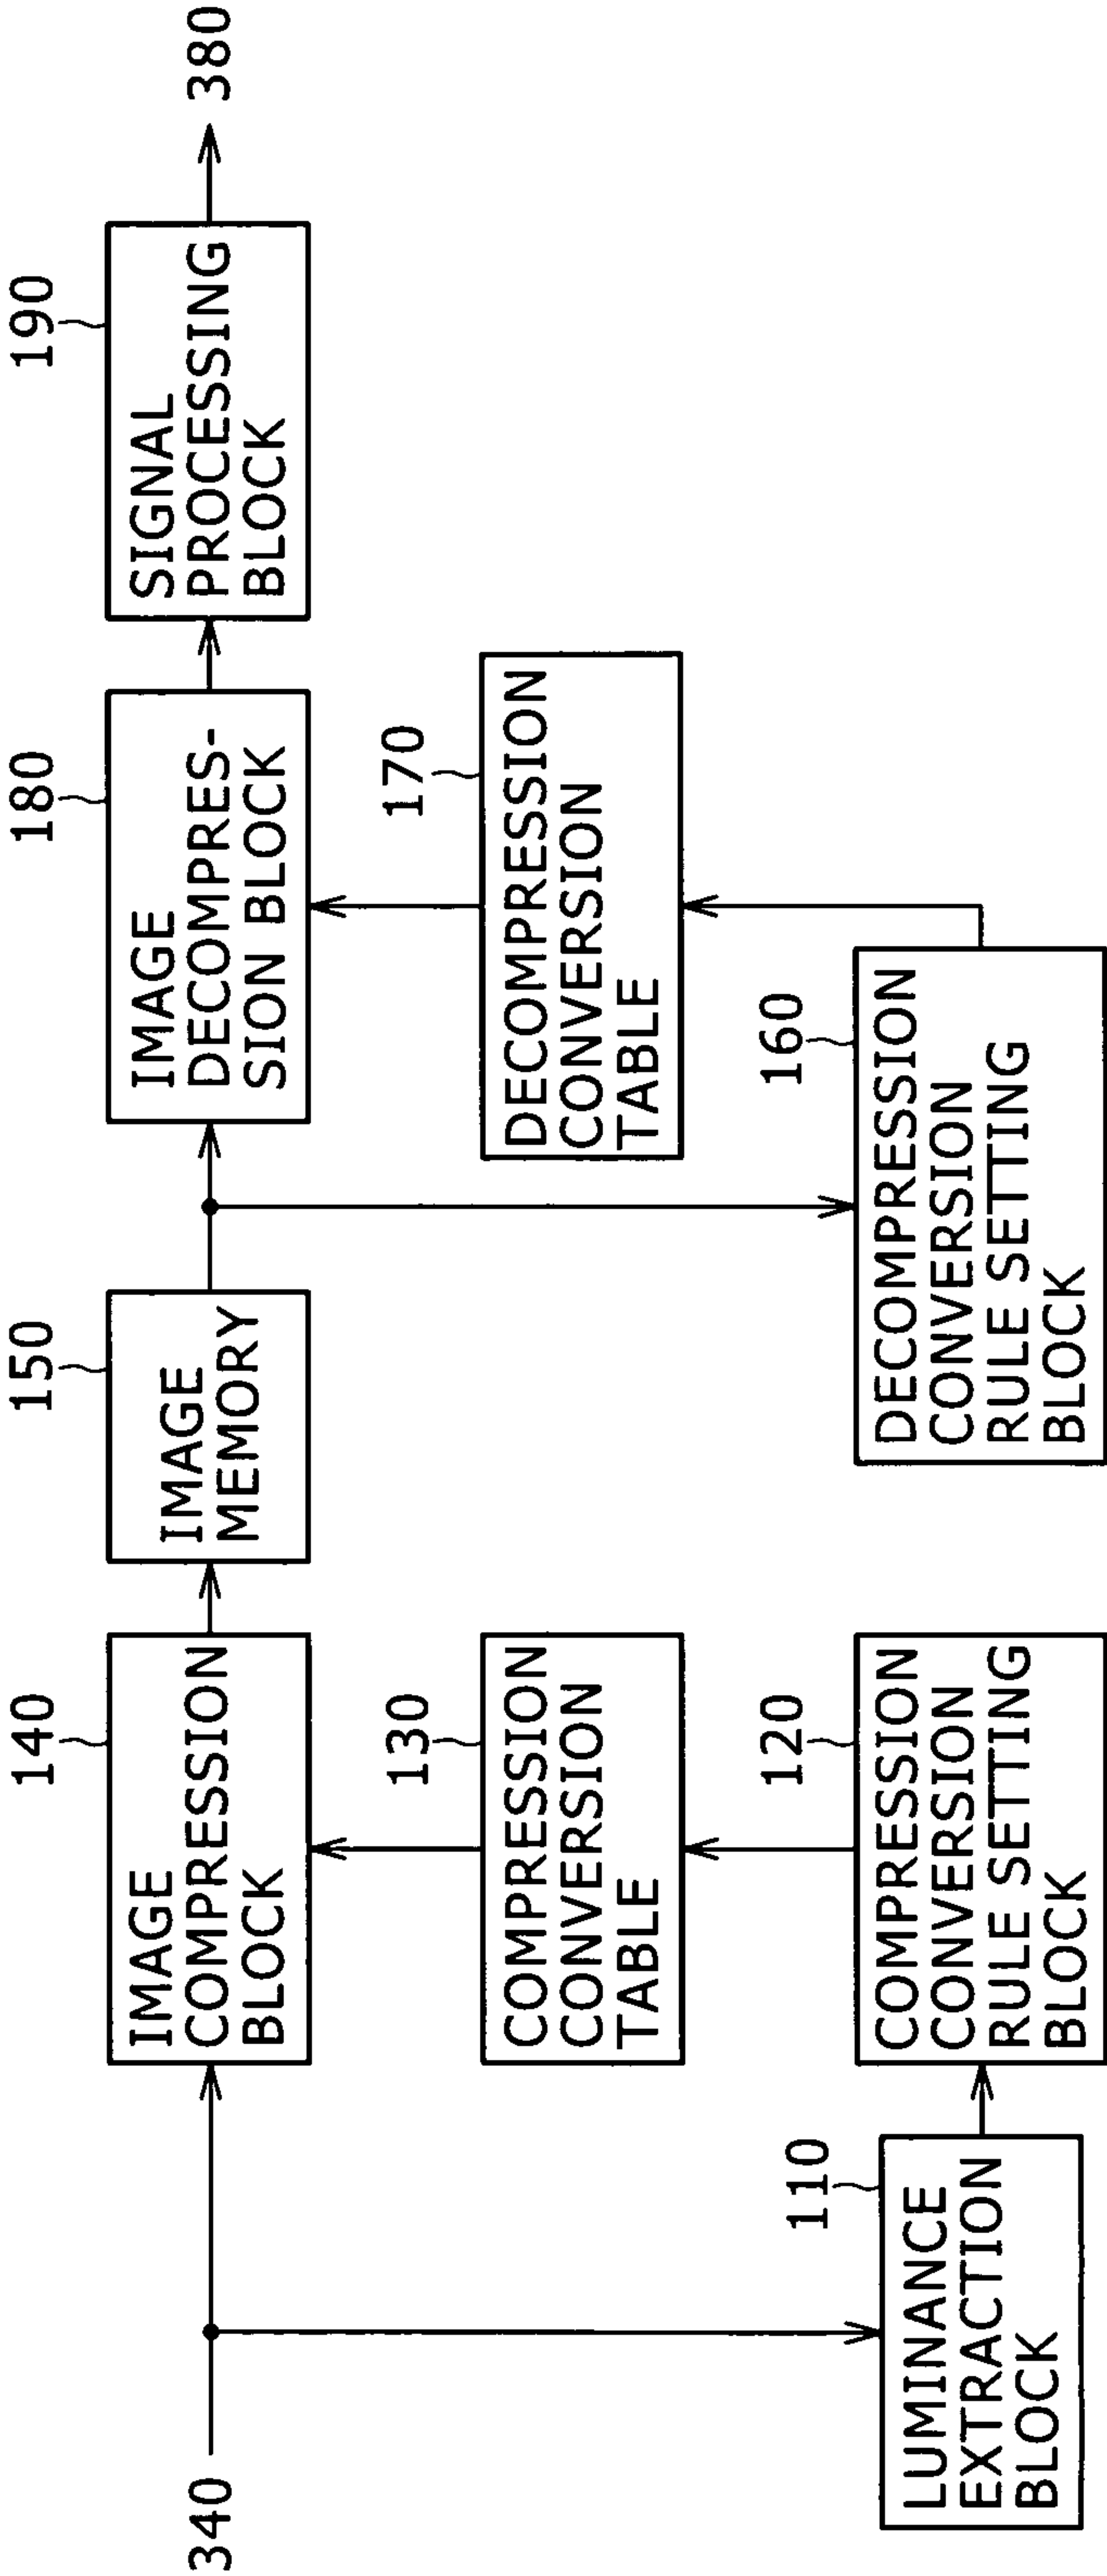 340
140
IMAGE
COMPRESSION
BLOCK
150
IMAGE
MEMORY
180
IMAGE
DECOMPRES-
SION BLOCK
190
SIGNAL
PROCESSING
BLOCK
380
130
COMPRESSION
CONVERSION
TABLE
170
DECOMPRESSION
CONVERSION
TABLE
110
LUMINANCE
EXTRACTION
BLOCK
120
COMPRESSION
CONVERSION
RULE SETTING
BLOCK
160
DECOMPRESSION
CONVERSION
RULE SETTING
BLOCK